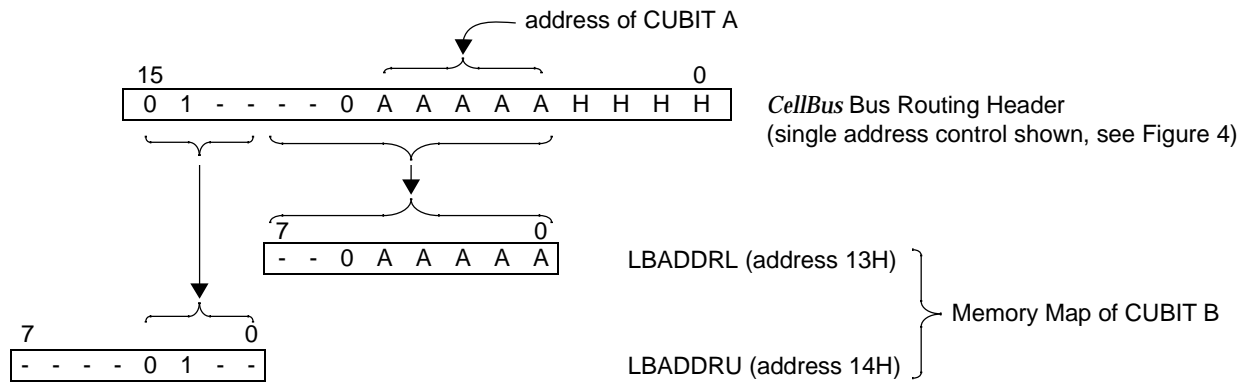 address of CUBIT A
15 0
0 1 - - - - 0 A A A A A H H H H
CellBus Bus Routing Header
(single address control shown, see Figure 4)
7 0
- - 0 A A A A A
LBADDRL (address 13H)
Memory Map of CUBIT B
7 0
- - - - 0 1 - -
LBADDRU (address 14H)